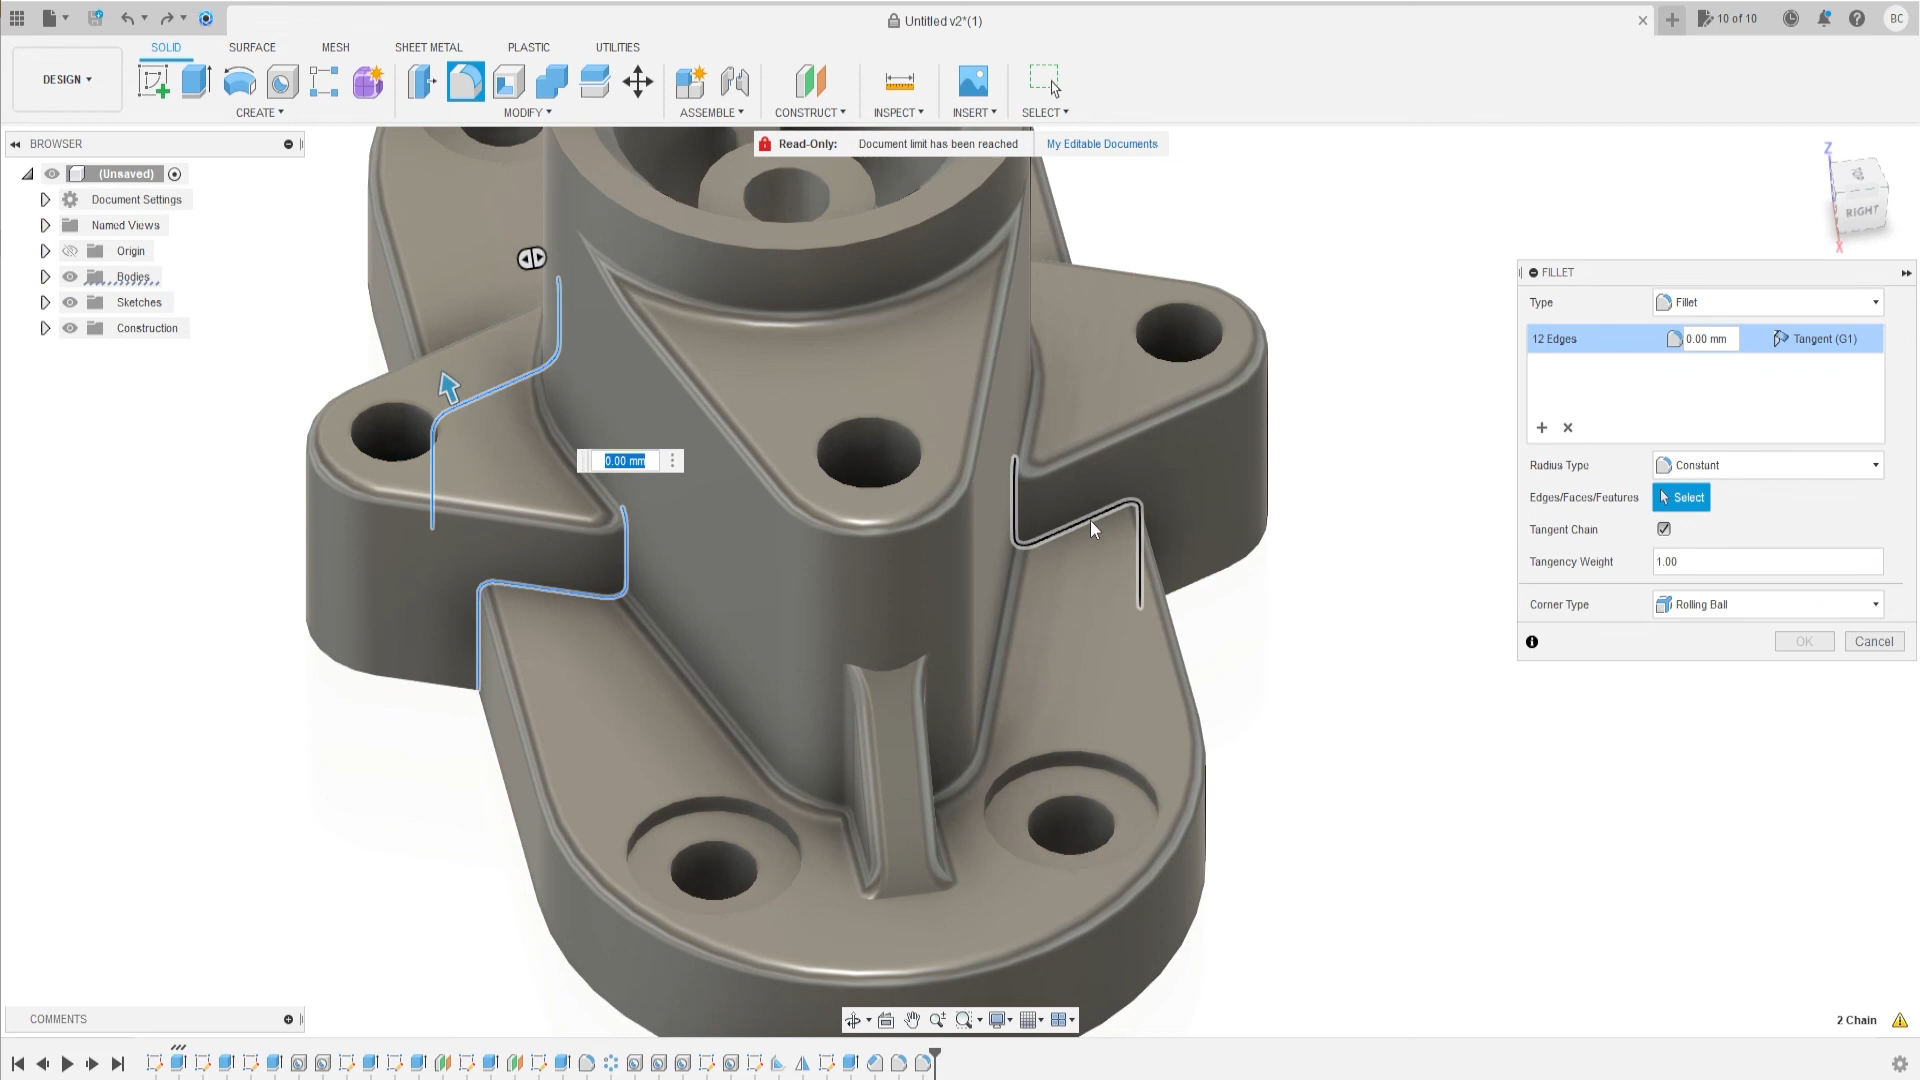 Untitled v2*(1)
10 of 10
BC
DESIGN
SOLID
SURFACE
MESH
SHEET METAL
PLASTIC
UTILITIES
CREATE
MODIFY
ASSEMBLE
CONSTRUCT
INSPECT
INSERT
SELECT
BROWSER
Read-Only:
Document limit has been reached
My Editable Documents
(Unsaved)
Document Settings
Named Views
Origin
Bodies
Sketches
Construction
Z
RIGHT
X
0.00 mm
FILLET
Type
Fillet
12 Edges
0.00 mm
Tangent (G1)
Radius Type
Constant
Edges/Faces/Features
Select
Tangent Chain
Tangency Weight
1.00
Corner Type
Rolling Ball
OK
Cancel
COMMENTS
2 Chain